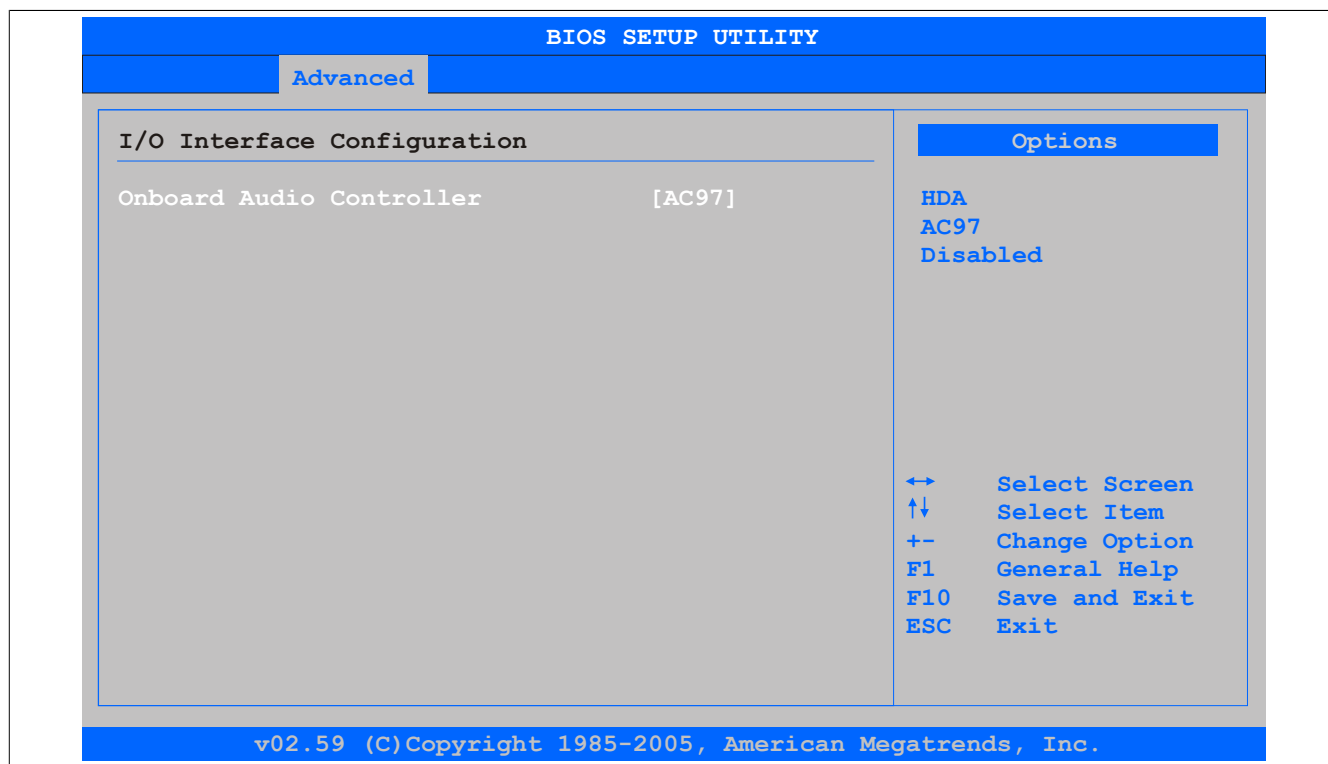 BIOS SETUP UTILITY
Advanced
I/O Interface Configuration
Onboard Audio Controller [AC97]
Options
HDA
AC97
Disabled
↔ Select Screen
↑↓ Select Item
+- Change Option
F1 General Help
F10 Save and Exit
ESC Exit
v02.59 (C)Copyright 1985-2005, American Megatrends, Inc.